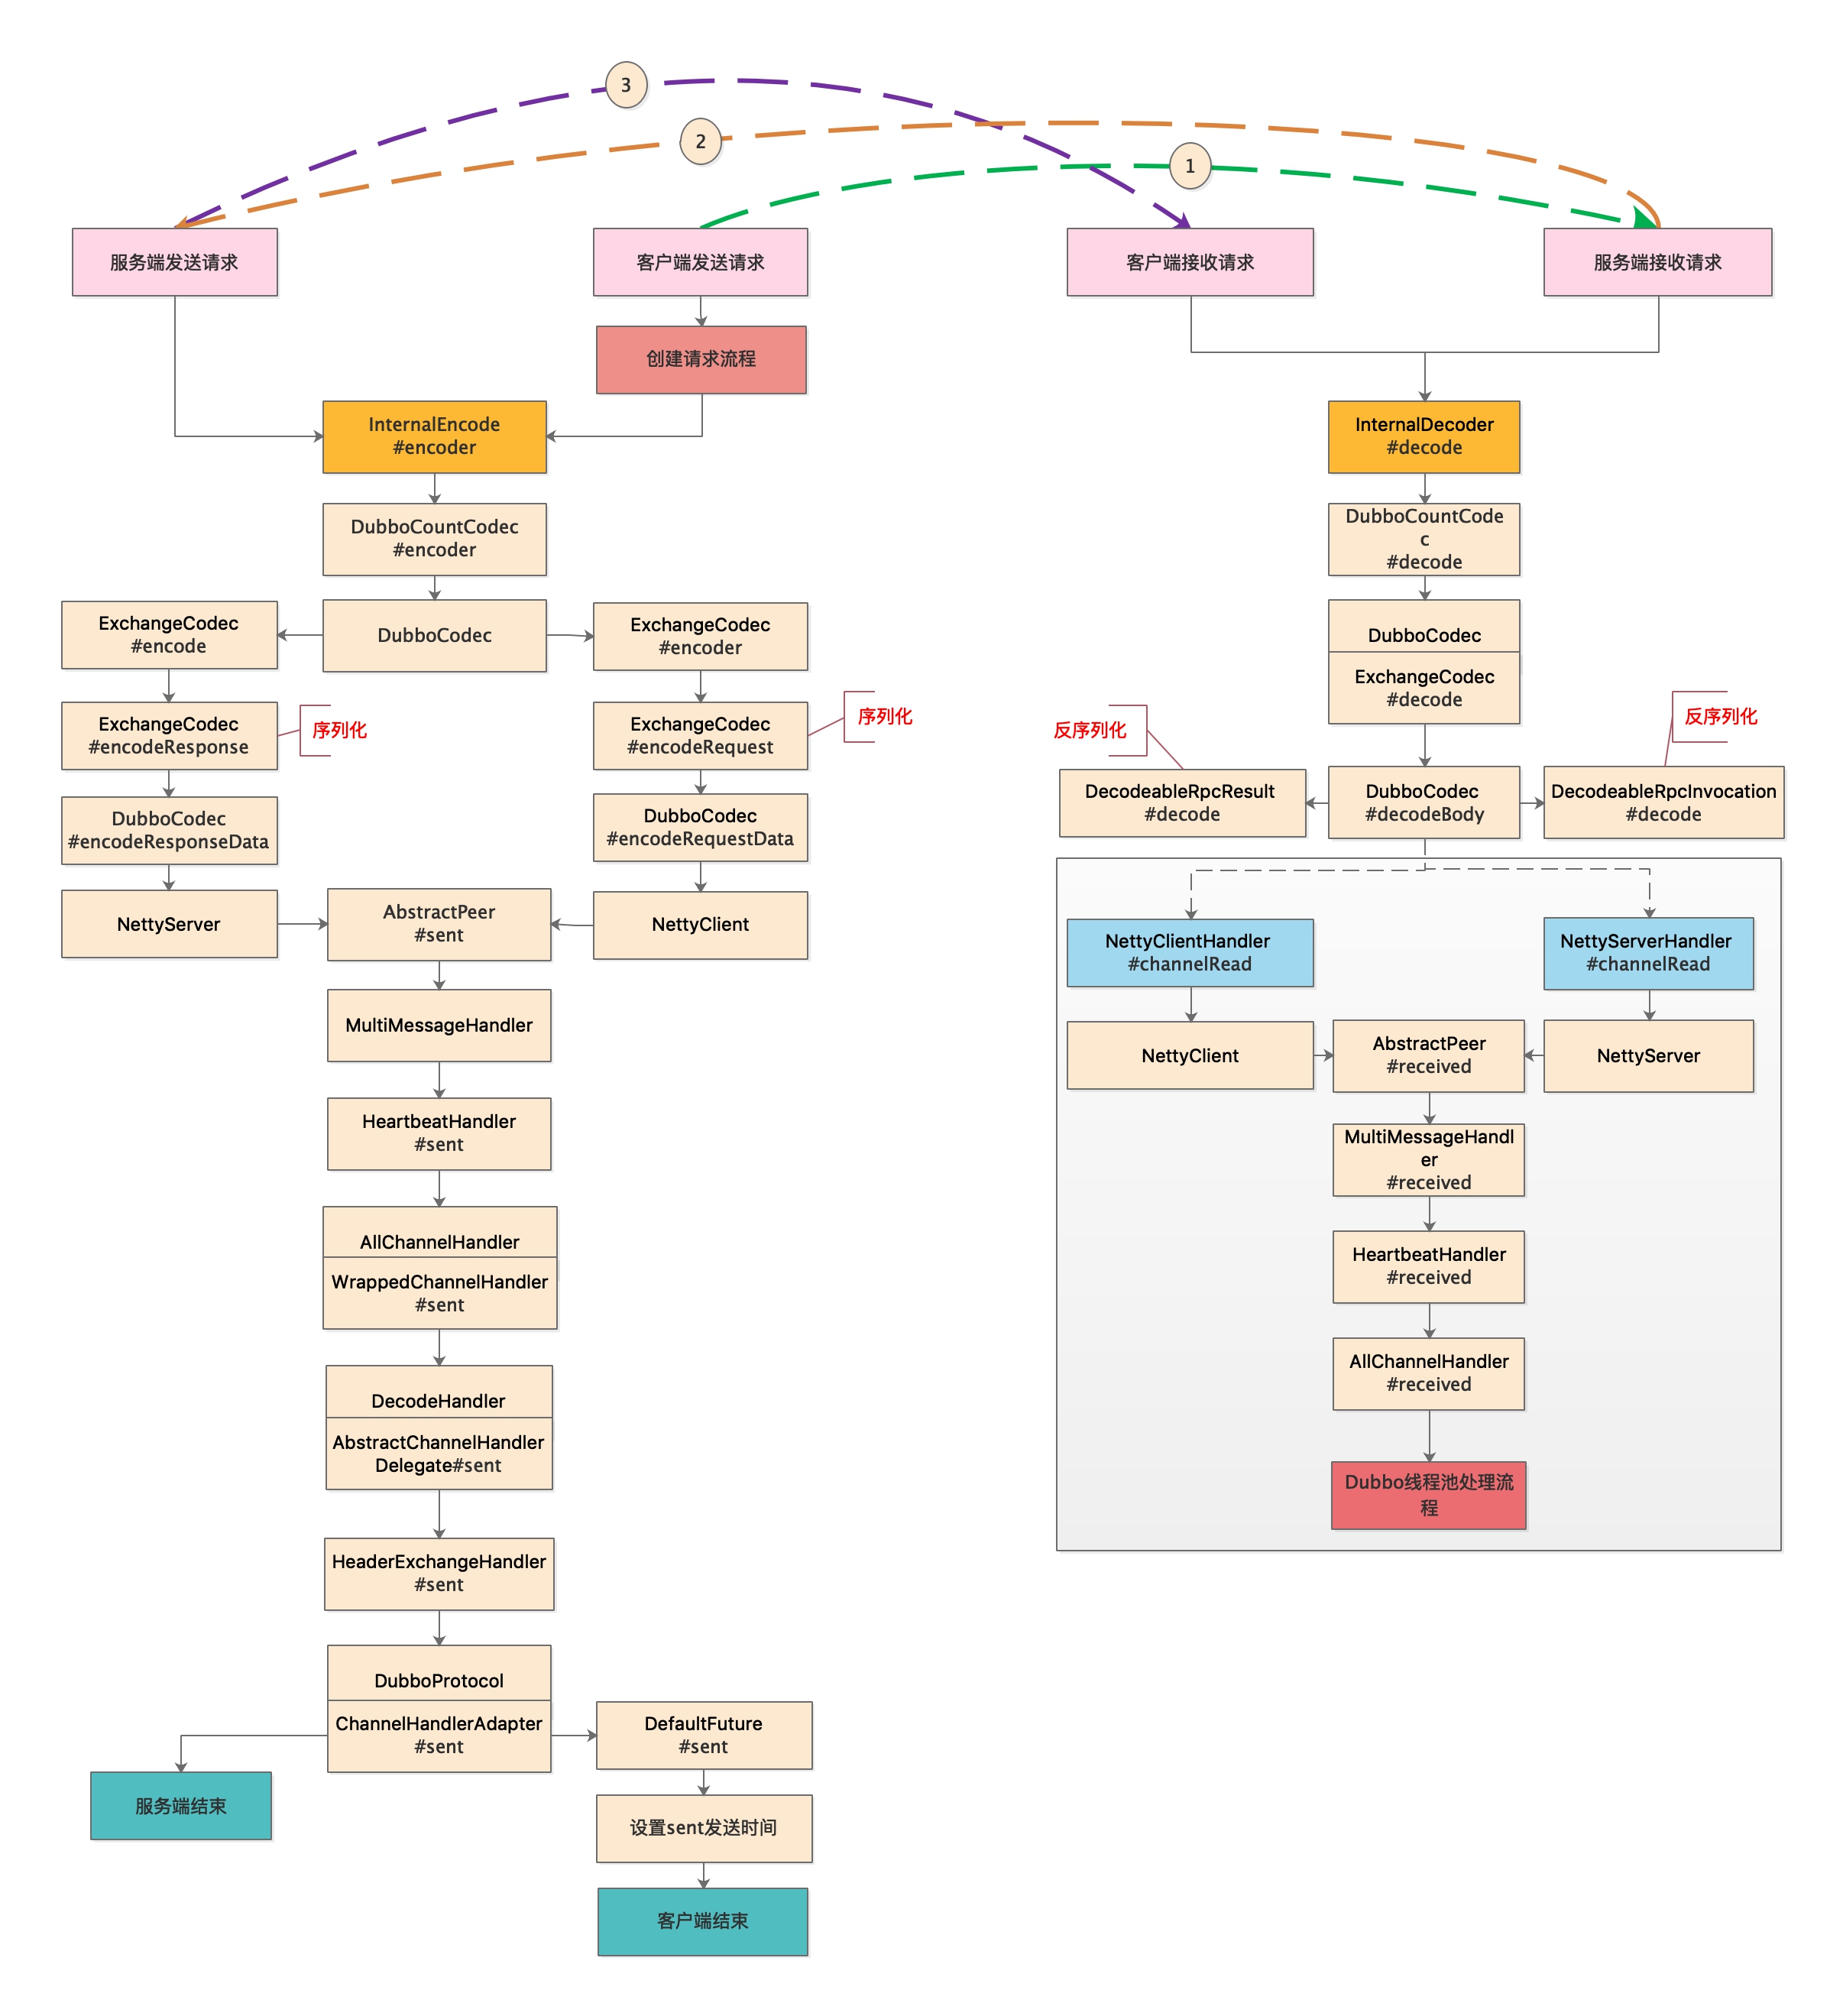 3
2
1
服务端发送请求
客户端发送请求
客户端接收请求
服务端接收请求
创建请求流程
InternalEncode
#encoder
DubboCountCodec
#encoder
DubboCodec
ExchangeCodec
#encode
ExchangeCodec
#encodeResponse
序列化
DubboCodec
#encodeResponseData
NettyServer
ExchangeCodec
#encoder
ExchangeCodec
#encodeRequest
序列化
DubboCodec
#encodeRequestData
NettyClient
AbstractPeer
#sent
MultiMessageHandler
HeartbeatHandler
#sent
AllChannelHandler
WrappedChannelHandler
#sent
DecodeHandler
AbstractChannelHandler
Delegate#sent
HeaderExchangeHandler
#sent
DubboProtocol
ChannelHandlerAdapter
#sent
服务端结束
DefaultFuture
#sent
设置sent发送时间
客户端结束
InternalDecoder
#decode
DubboCountCode
c
#decode
DubboCodec
ExchangeCodec
#decode
反序列化
反序列化
DecodeableRpcResult
#decode
DubboCodec
#decodeBody
DecodeableRpcInvocation
#decode
NettyClientHandler
#channelRead
NettyServerHandler
#channelRead
NettyClient
AbstractPeer
#received
NettyServer
MultiMessageHandl
er
#received
HeartbeatHandler
#received
AllChannelHandler
#received
Dubbo线程池处理流
程